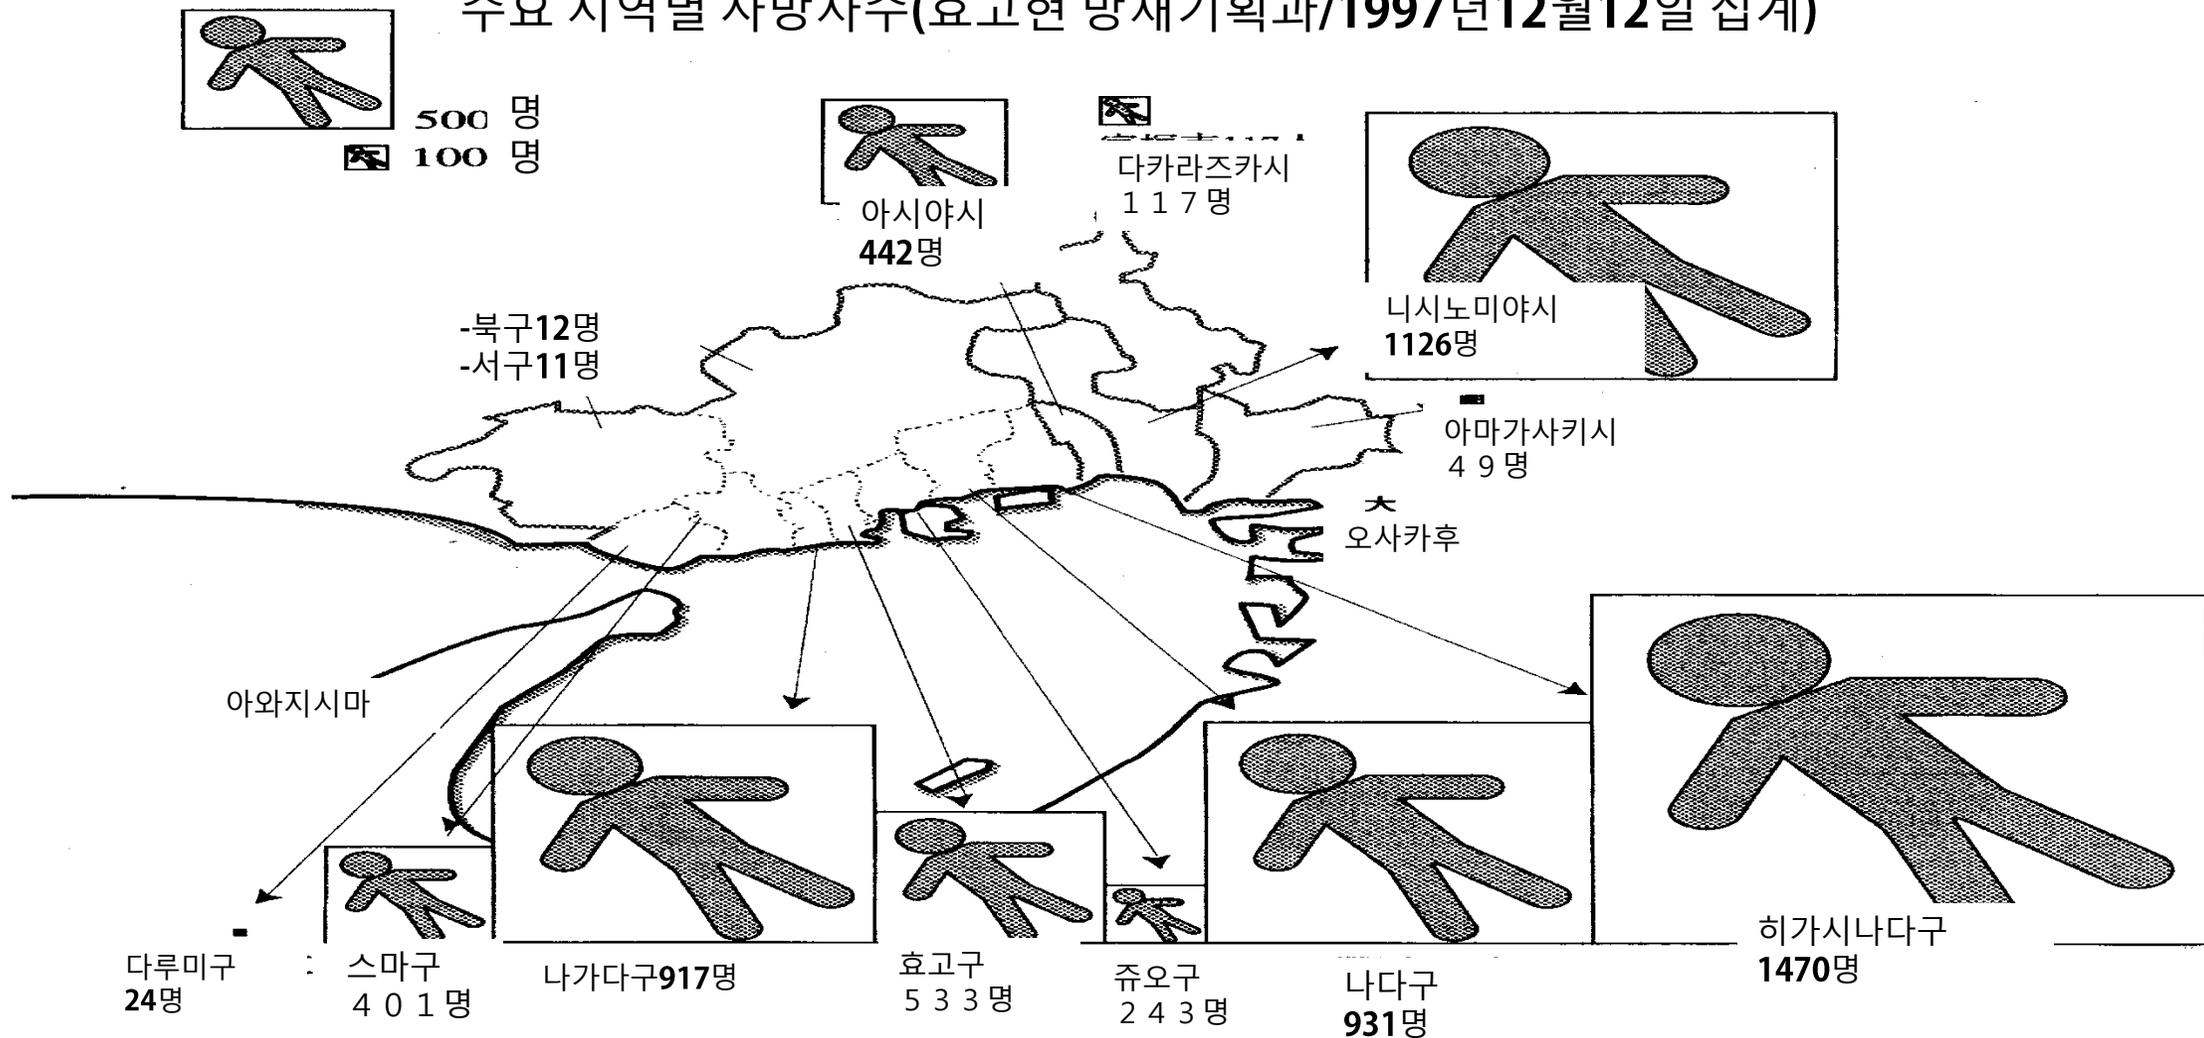 주요 지역별 사망자수(효고현 방재기획과/1997년12월12일 집계)
500 명
100 명
아시야시
442명
다카라즈카시
１１７명
니시노미야시
1126명
-북구12명
-서구11명
아마가사키시
４９명
오사카후
아와지시마
다루미구
24명
스마구
４０１명
나가다구917명
효고구
５３３명
쥬오구
２４３명
나다구
931명
히가시나다구
1470명